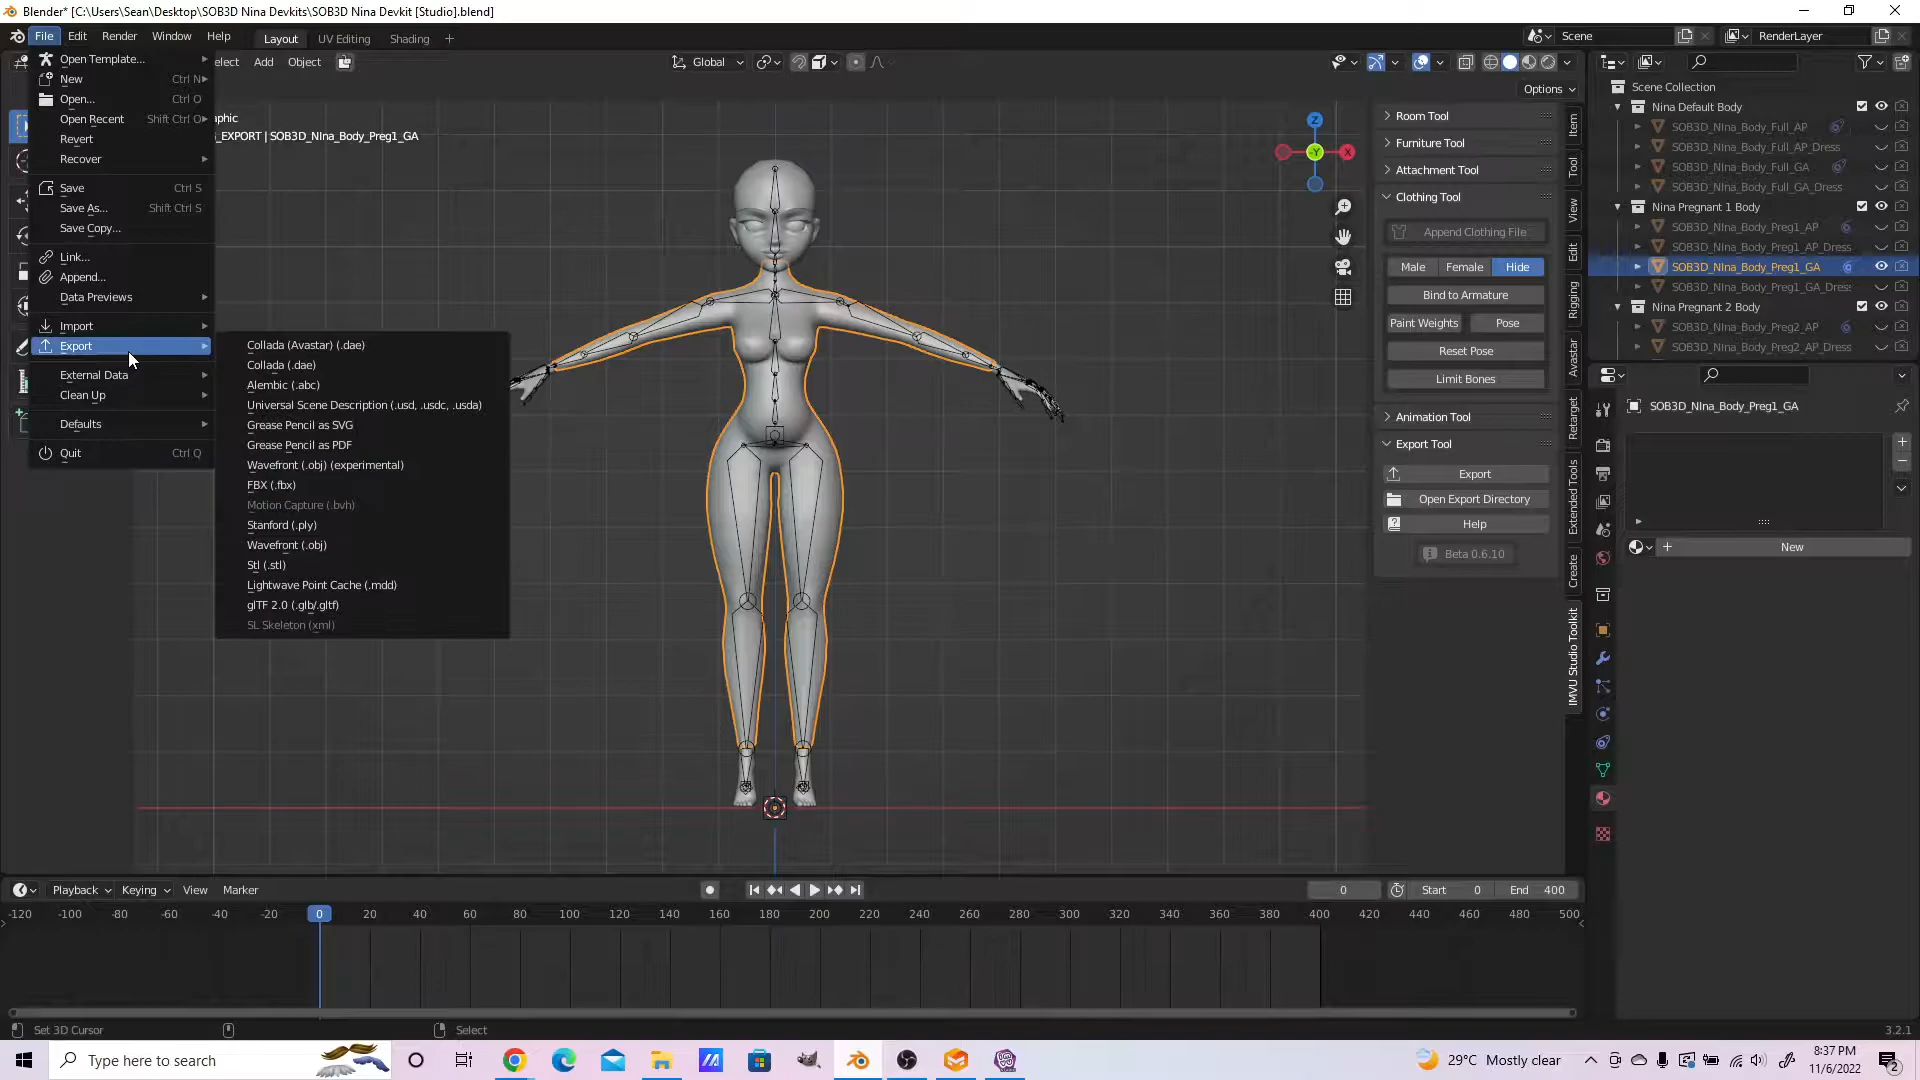 Blender* [C:\Users\Sean\Desktop\SOB3D Nina Devkits\SOB3D Nina Devkit [Studio].blend]
File Edit Render Window Help Layout UV Editing Shading + Scene RenderLayer
elect Add Object Global
Options
Open Template...
New Ctrl N
Open... Ctrl O
Open Recent Shift Ctrl O
Revert
Recover
Save Ctrl S
Save As... Shift Ctrl S
Save Copy...
Link...
Append...
Data Previews
Import
Export
External Data
Clean Up
Defaults
Quit Ctrl Q
Collada (Avastar) (.dae)
Collada (.dae)
Alembic (.abc)
Universal Scene Description (.usd, .usdc, .usda)
Grease Pencil as SVG
Grease Pencil as PDF
Wavefront (.obj) (experimental)
FBX (.fbx)
Motion Capture (.bvh)
Stanford (.ply)
Wavefront (.obj)
Stl (.stl)
Lightwave Point Cache (.mdd)
glTF 2.0 (.glb/.gltf)
SL Skeleton (xml)
aphic
_EXPORT | SOB3D_NIna_Body_Preg1_GA
Z
-Y
X
Room Tool
Furniture Tool
Attachment Tool
Clothing Tool
Append Clothing File
Male Female Hide
Bind to Armature
Paint Weights Pose
Reset Pose
Limit Bones
Animation Tool
Export Tool
Export
Open Export Directory
Help
Beta 0.6.10
Item
Tool
View
Edit
Rigging
Avastar
Retarget
Extended Tools
Create
IMVU Studio Toolkit
Scene Collection
Nina Default Body
SOB3D_NIna_Body_Full_AP
SOB3D_NIna_Body_Full_AP_Dress
SOB3D_NIna_Body_Full_GA
SOB3D_NIna_Body_Full_GA_Dress
Nina Pregnant 1 Body
SOB3D_NIna_Body_Preg1_AP
SOB3D_NIna_Body_Preg1_AP_Dress
SOB3D_NIna_Body_Preg1_GA
SOB3D_NIna_Body_Preg1_GA_Dres
Nina Pregnant 2 Body
SOB3D_NIna_Body_Preg2_AP
SOB3D_NIna_Body_Preg2_AP_Dress
SOB3D_NIna_Body_Preg1_GA
New
Playback Keying View Marker 0 Start 0 End 400
-120 -100 -80 -60 -40 -20 0 20 40 60 80 100 120 140 160 180 200 220 240 260 280 300 320 340 360 380 400 420 440 460 480 500
Set 3D Cursor Select 3.2.1
Type here to search 29°C Mostly clear 8:37 PM
11/6/2022
2